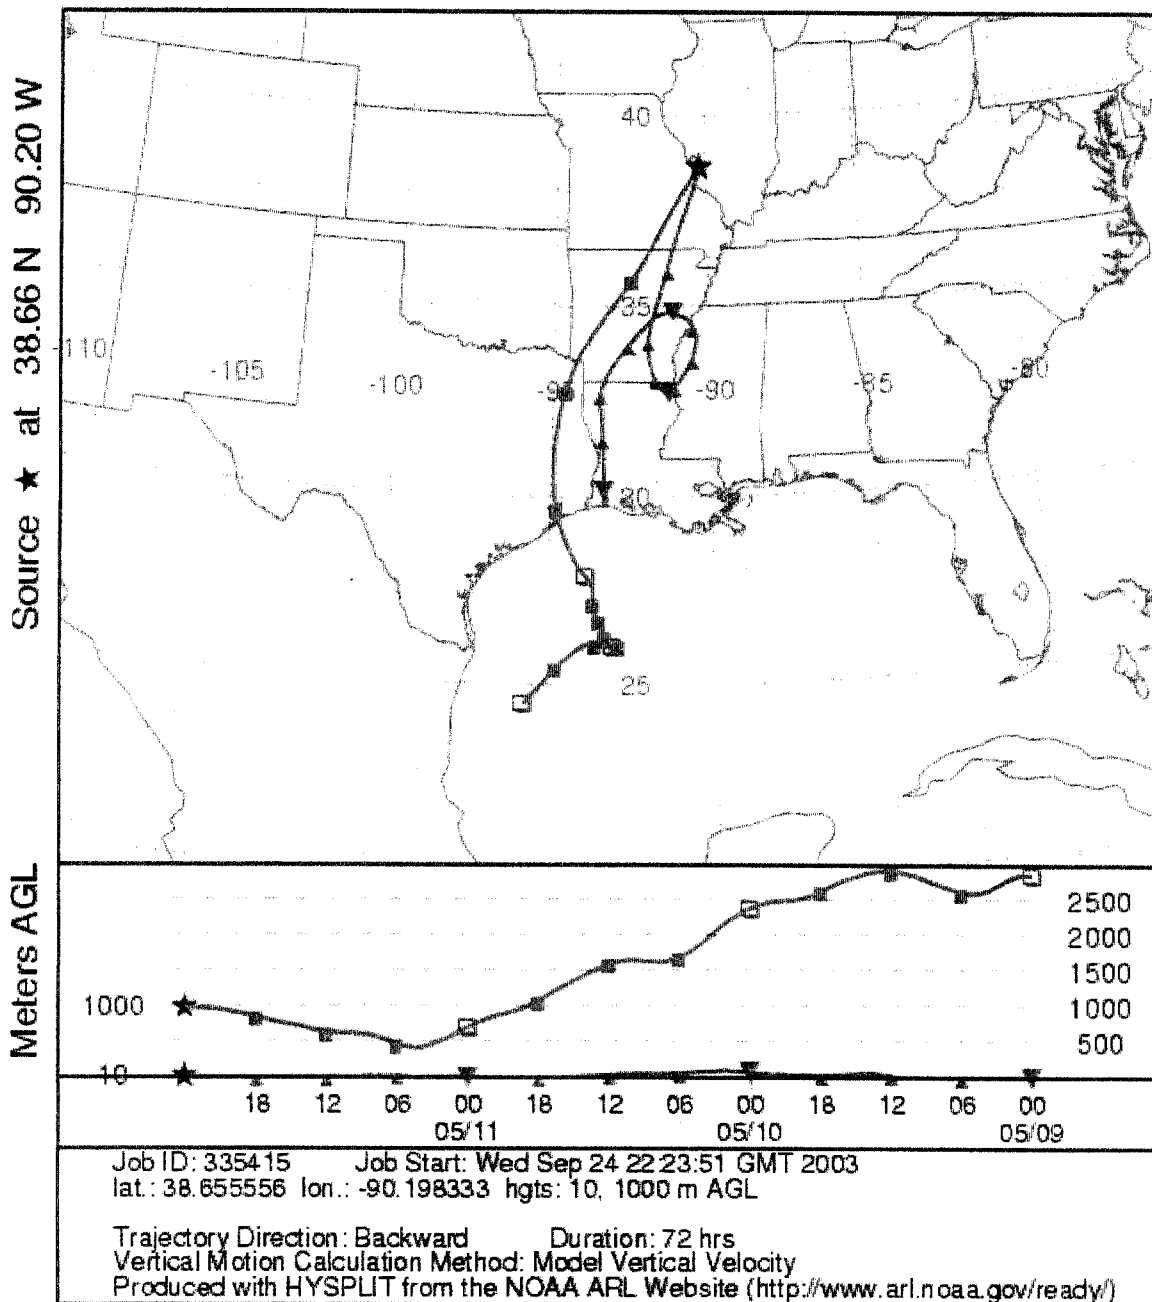 Source ★ at 38.66 N 90.20 W
40
35
-110
-105
-100
-95
-90
-85
-80
30
25
Meters AGL
2500
2000
1500
1000
1000
500
10
18 12 06 00 18 12 06 00 18 12 06 00
05/11 05/10 05/09
Job ID: 335415 Job Start: Wed Sep 24 22:23:51 GMT 2003
lat.: 38.655556 lon.: -90.198333 hgts: 10, 1000 m AGL
Trajectory Direction: Backward Duration: 72 hrs
Vertical Motion Calculation Method: Model Vertical Velocity
Produced with HYSPLIT from the NOAA ARL Website (http://www.arl.noaa.gov/ready/)